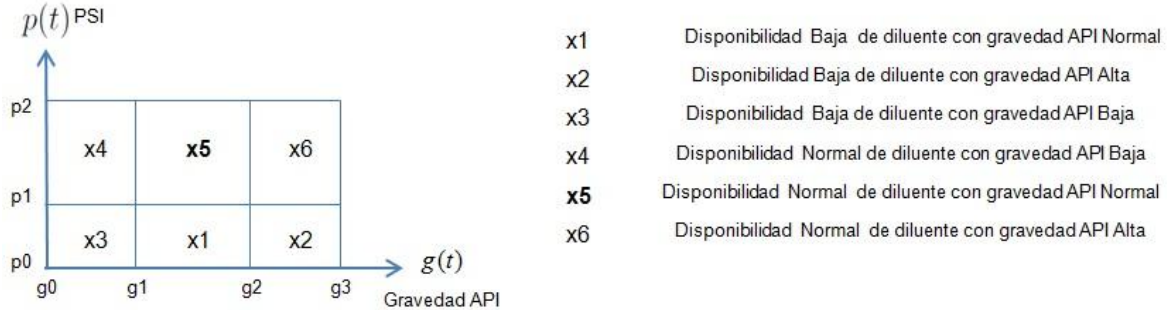 p(t) PSI
p2
x4 x5 x6
p1
x3 x1 x2
p0
g(t)
g0 g1 g2 g3
Gravedad API
x1 Disponibilidad Baja de diluente con gravedad API Normal
x2 Disponibilidad Baja de diluente con gravedad API Alta
x3 Disponibilidad Baja de diluente con gravedad API Baja
x4 Disponibilidad Normal de diluente con gravedad API Baja
x5 Disponibilidad Normal de diluente con gravedad API Normal
x6 Disponibilidad Normal de diluente con gravedad API Alta